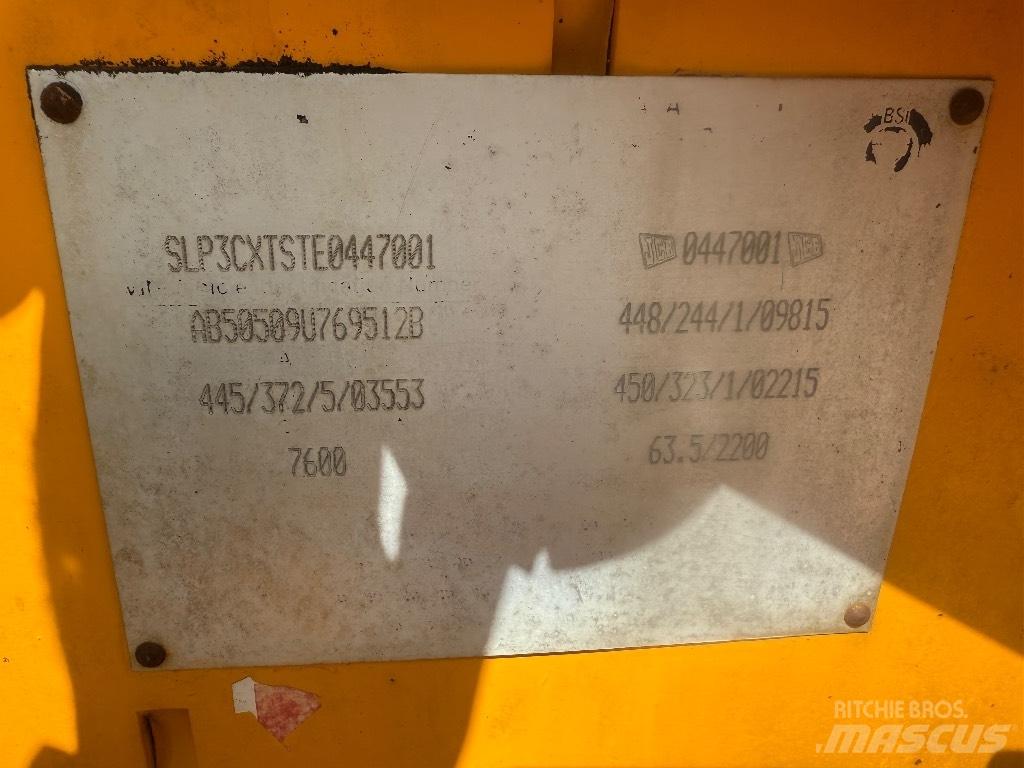 BSI
SLP3CXTSTE0447001
JCB 0447001 JCB
AB50509U769512B
448/244/1/09815
445/372/5/03553
450/323/1/02215
7600
63.5/2200
RITCHIE BROS.
MASCUS